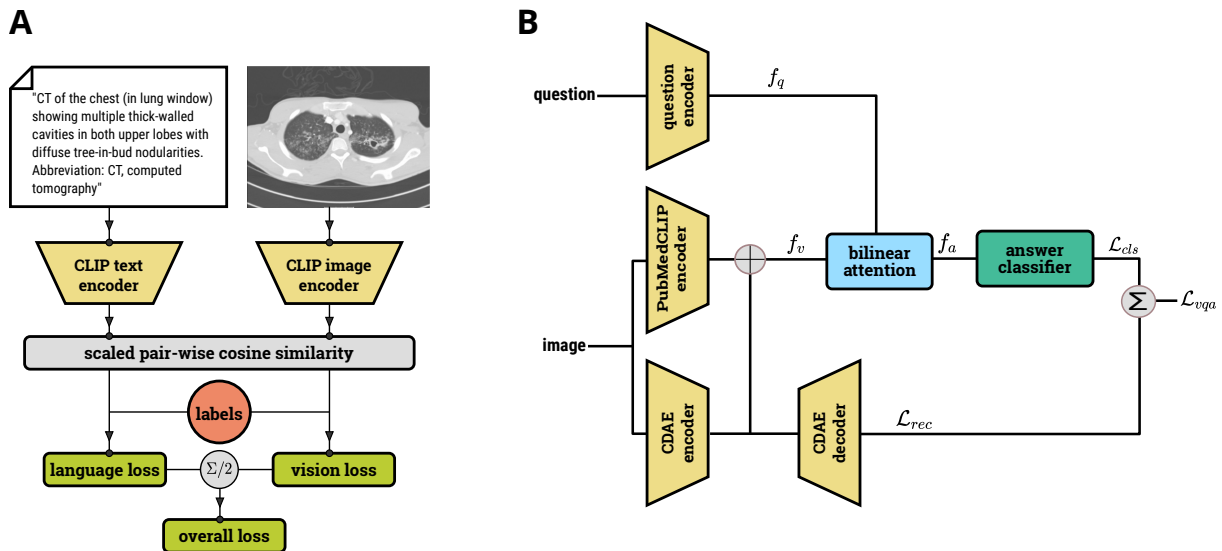 A
"CT of the chest (in lung window)
showing multiple thick-walled
cavities in both upper lobes with
diffuse tree-in-bud nodularities.
Abbreviation: CT, computed
tomography"
CLIP text
encoder
CLIP image
encoder
scaled pair-wise cosine similarity
labels
language loss
Σ/2
vision loss
overall loss
B
question
question
encoder
f_q
image
PubMedCLIP
encoder
f_v
bilinear
attention
f_a
answer
classifier
ℒ_cls
Σ
ℒ_vqa
CDAE
encoder
CDAE
decoder
ℒ_rec